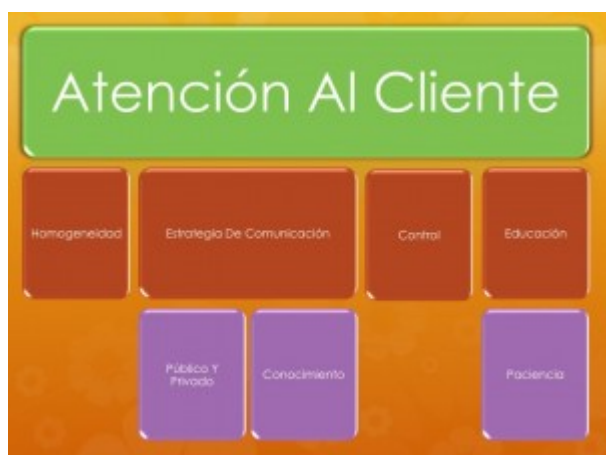 Atención Al Cliente
Homogeneidad
Estrategia De Comunicación
Control
Educación
Público Y
Privado
Conocimiento
Paciencia